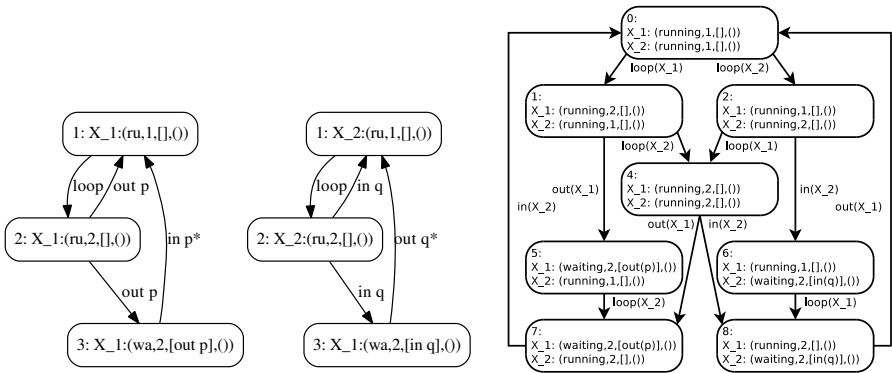 1: X_1:(ru,1,[],())
loop
out p
in p*
2: X_1:(ru,2,[],())
out p
3: X_1:(wa,2,[out p],())
1: X_2:(ru,1,[],())
loop
in q
out q*
2: X_2:(ru,2,[],())
in q
3: X_1:(wa,2,[in q],())
0:
X_1: (running,1,[],())
X_2: (running,1,[],())
loop(X_1)
loop(X_2)
1:
X_1: (running,2,[],())
X_2: (running,1,[],())
2:
X_1: (running,1,[],())
X_2: (running,2,[],())
loop(X_2)
loop(X_1)
4:
X_1: (running,2,[],())
X_2: (running,2,[],())
out(X_1)
in(X_2)
in(X_2)
out(X_1)
out(X_1)
in(X_2)
5:
X_1: (waiting,2,[out(p)],())
X_2: (running,1,[],())
6:
X_1: (running,1,[],())
X_2: (waiting,2,[in(q)],())
loop(X_2)
loop(X_1)
7:
X_1: (waiting,2,[out(p)],())
X_2: (running,2,[],())
8:
X_1: (running,2,[],())
X_2: (waiting,2,[in(q)],())